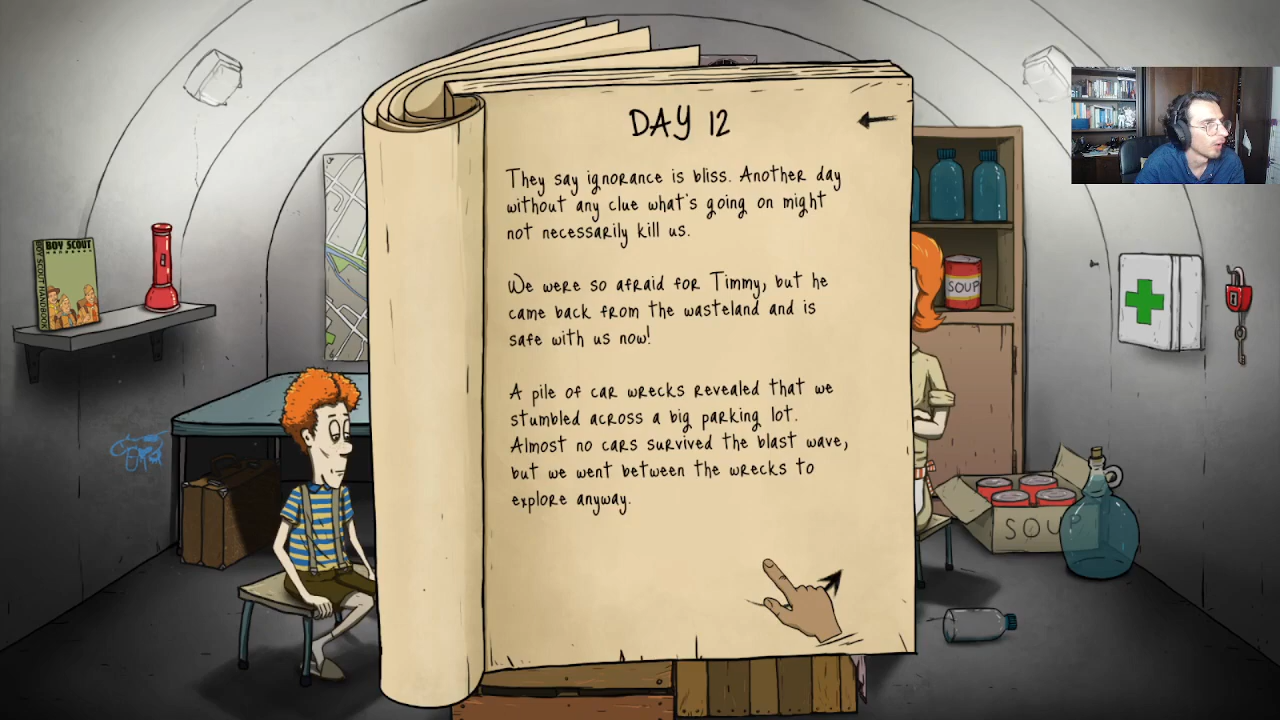 DAY 12
They say ignorance is bliss. Another day
without any clue what's going on might
not necessarily kill us.
We were so afraid for Timmy, but he
came back from the wasteland and is
safe with us now!
A pile of car wrecks revealed that we
stumbled across a big parking lot.
Almost no cars survived the blast wave,
but we went between the wrecks to
explore anyway.
BOY SCOUT
BOY SCOUT HANDBOOK
SOUP
SOUP